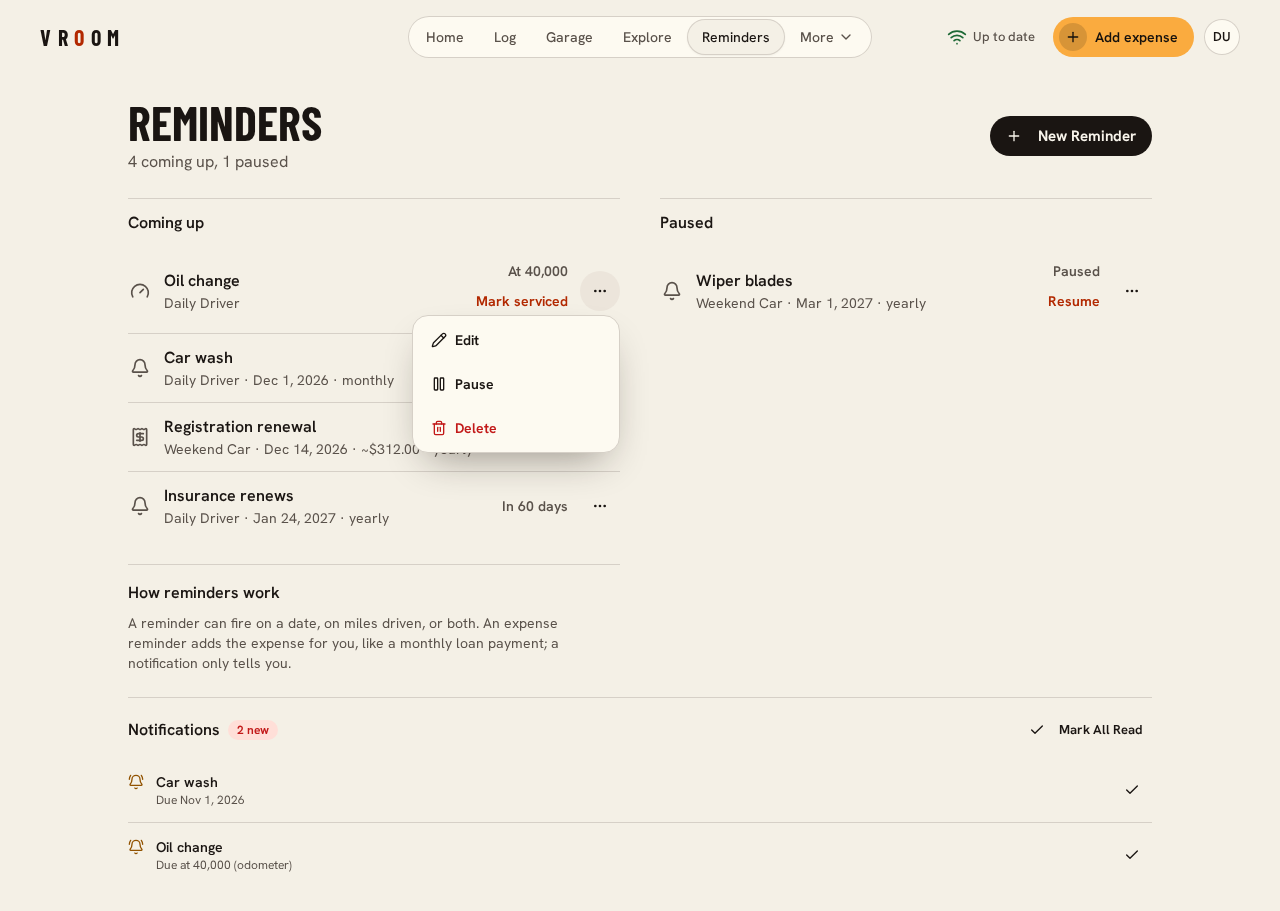 VROOM
Home
Log
Garage
Explore
Reminders
More
Up to date
Add expense
DU
REMINDERS
4 coming up, 1 paused
New Reminder
Coming up
Oil change
Daily Driver
At 40,000
Mark serviced
Edit
Pause
Delete
Car wash
Daily Driver · Dec 1, 2026 · monthly
Registration renewal
Weekend Car · Dec 14, 2026 · ~$312.00 · yearly
Insurance renews
Daily Driver · Jan 24, 2027 · yearly
In 60 days
Paused
Wiper blades
Weekend Car · Mar 1, 2027 · yearly
Paused
Resume
How reminders work
A reminder can fire on a date, on miles driven, or both. An expense
reminder adds the expense for you, like a monthly loan payment; a
notification only tells you.
Notifications
2 new
Mark All Read
Car wash
Due Nov 1, 2026
Oil change
Due at 40,000 (odometer)